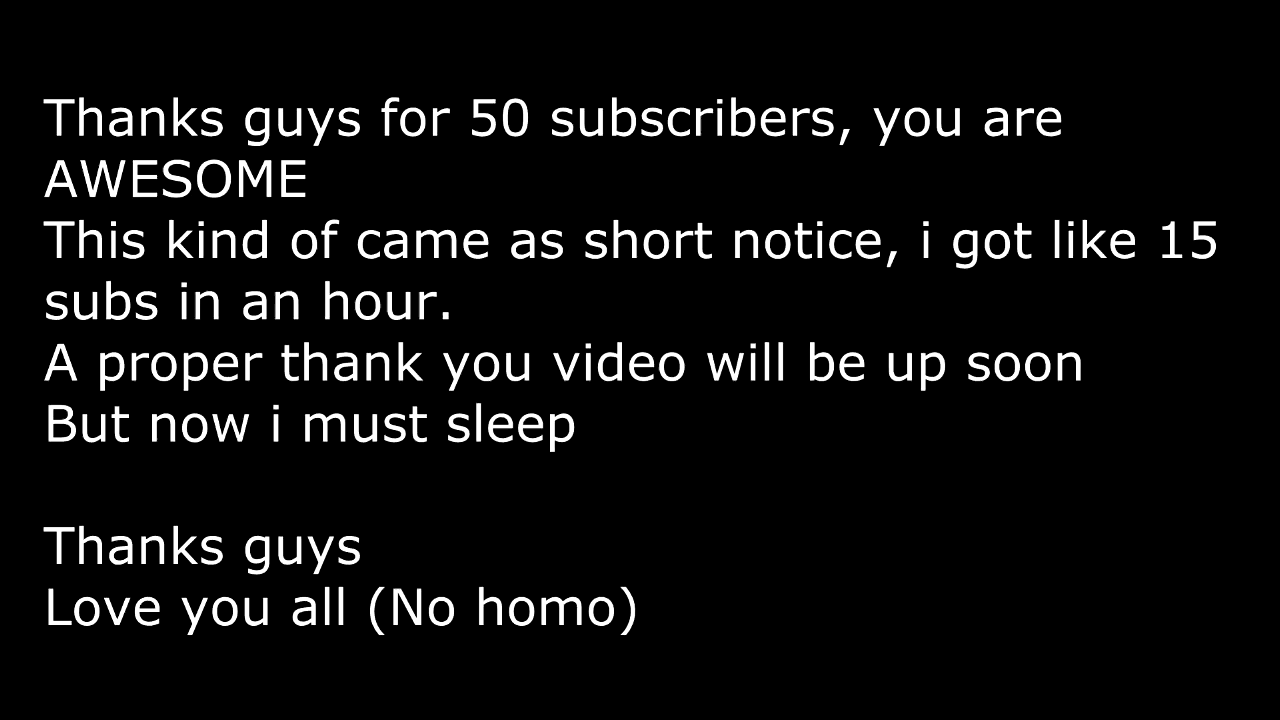 Thanks guys for 50 subscribers, you are
AWESOME
This kind of came as short notice, i got like 15
subs in an hour.
A proper thank you video will be up soon
But now i must sleep
Thanks guys
Love you all (No homo)